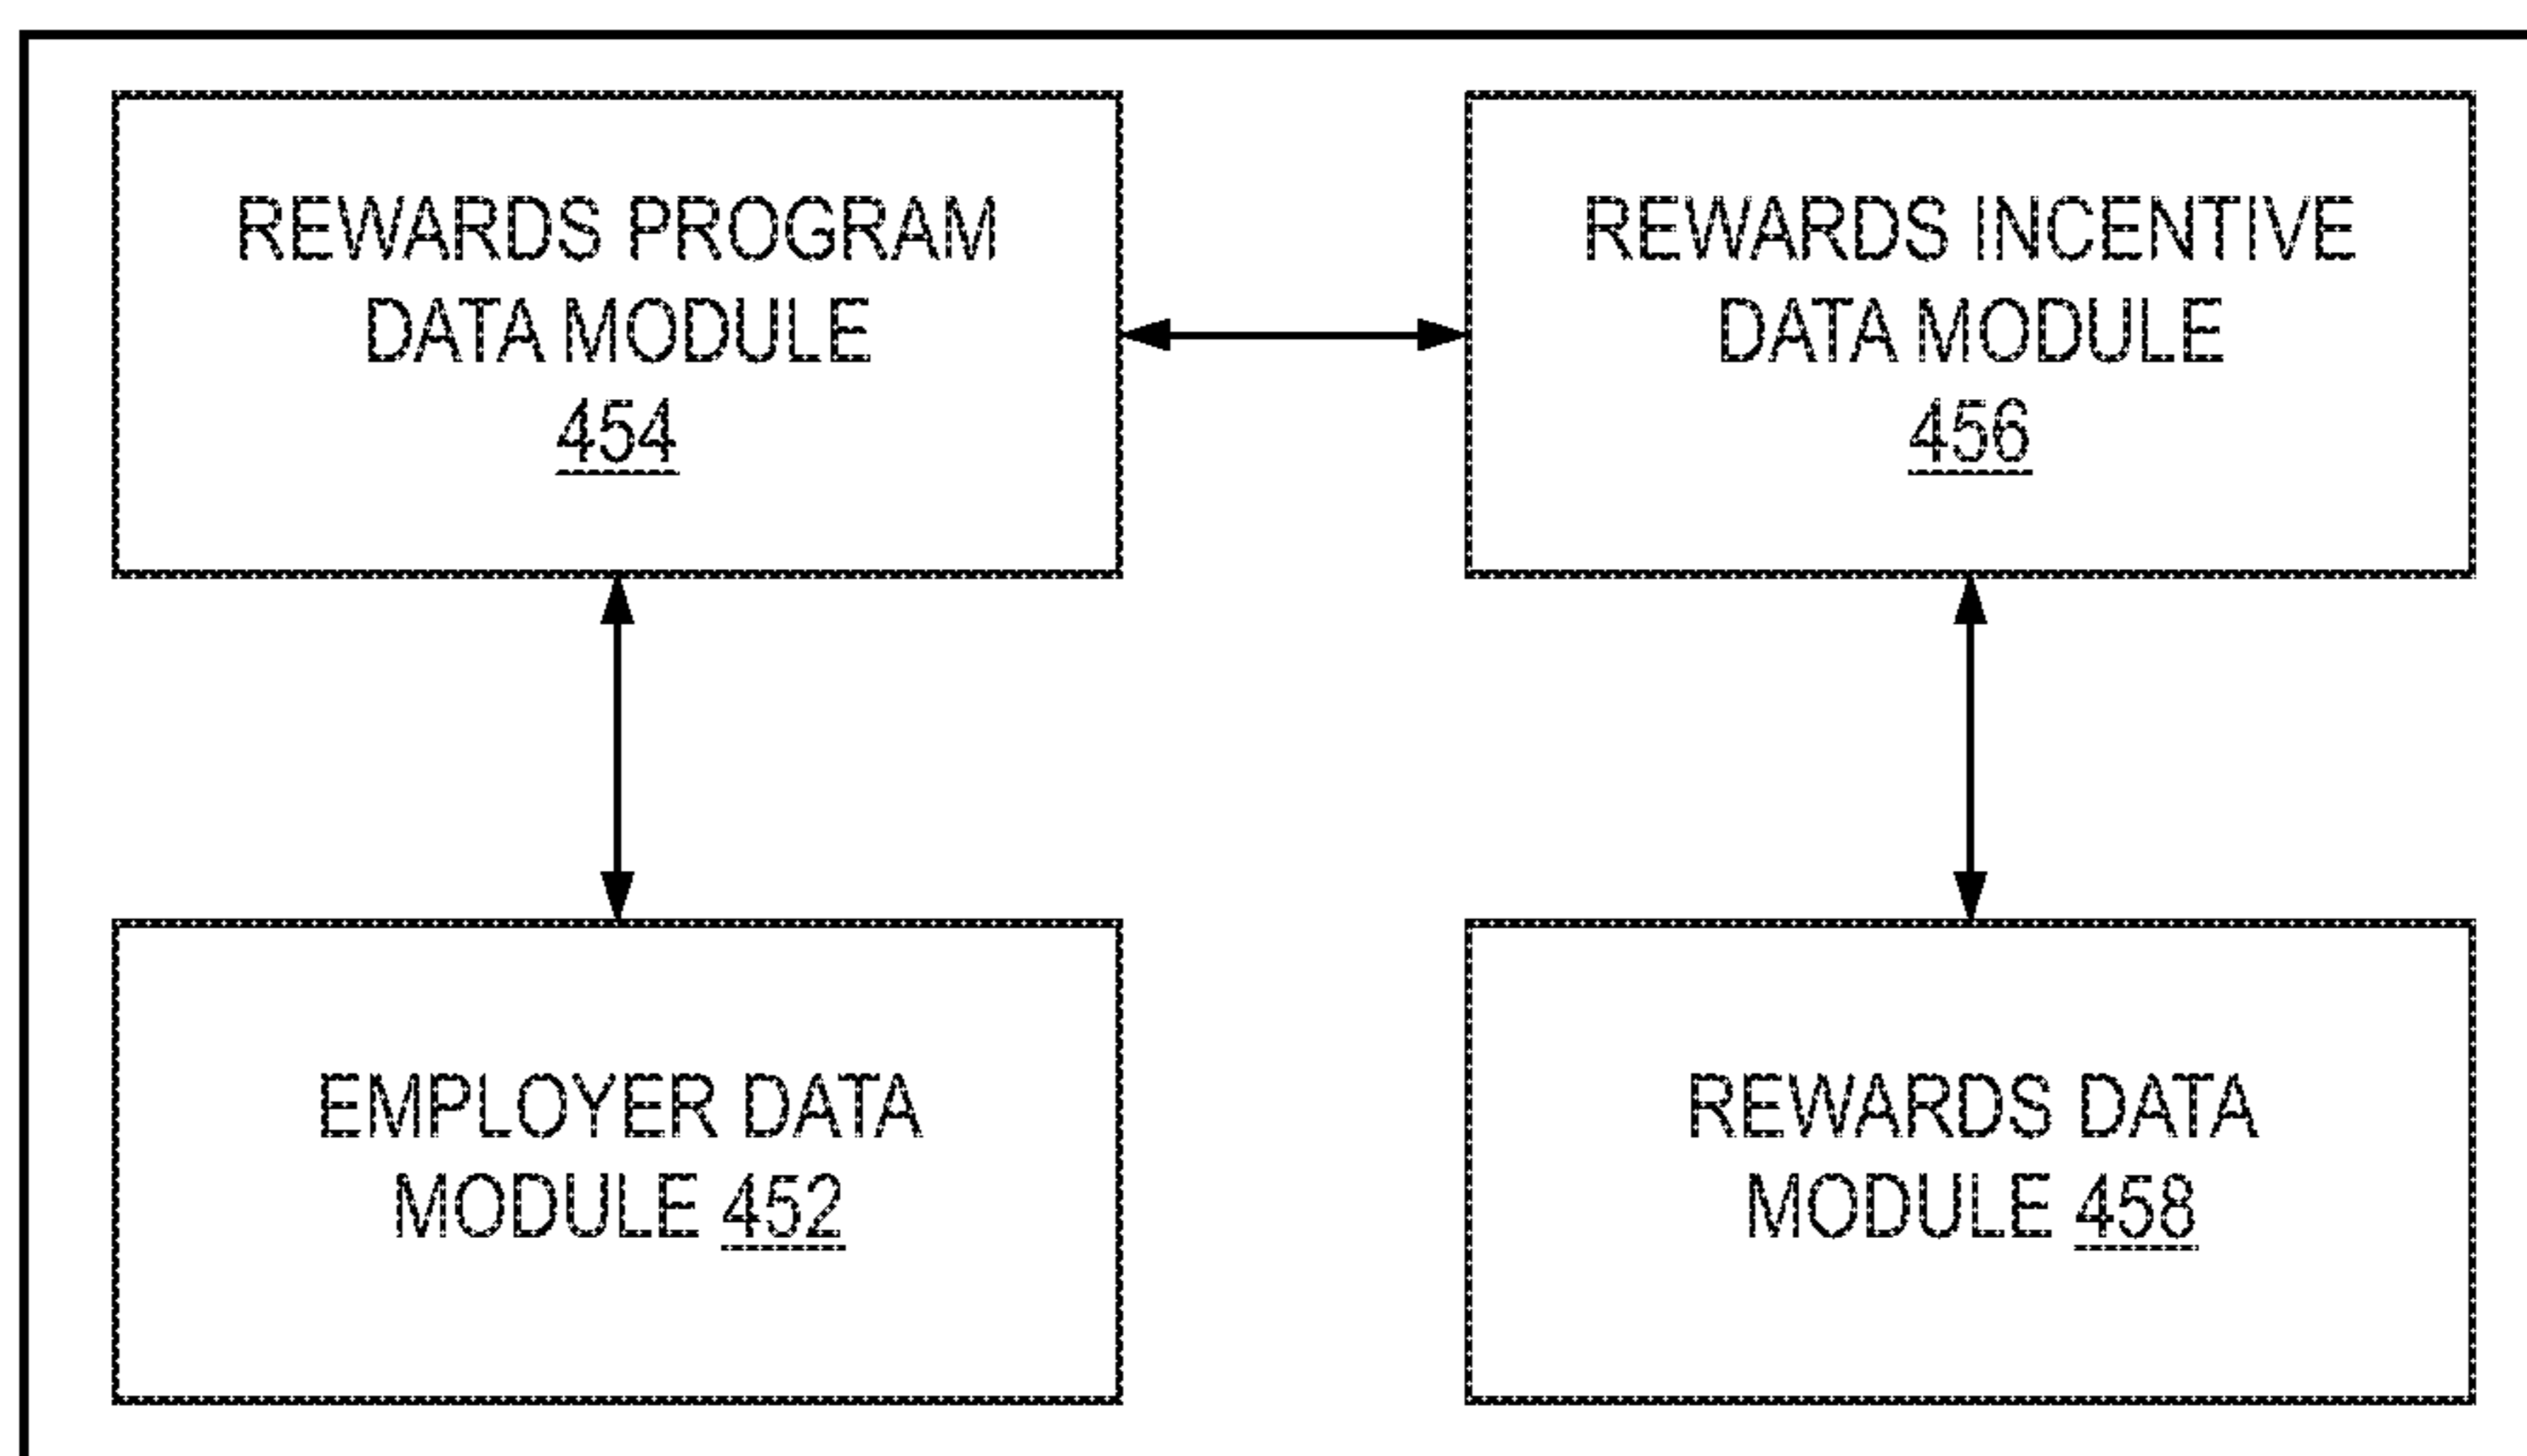 REWARDS PROGRAM
DATA MODULE
454
REWARDS INCENTIVE
DATA MODULE
456
EMPLOYER DATA
MODULE 452
REWARDS DATA
MODULE 458